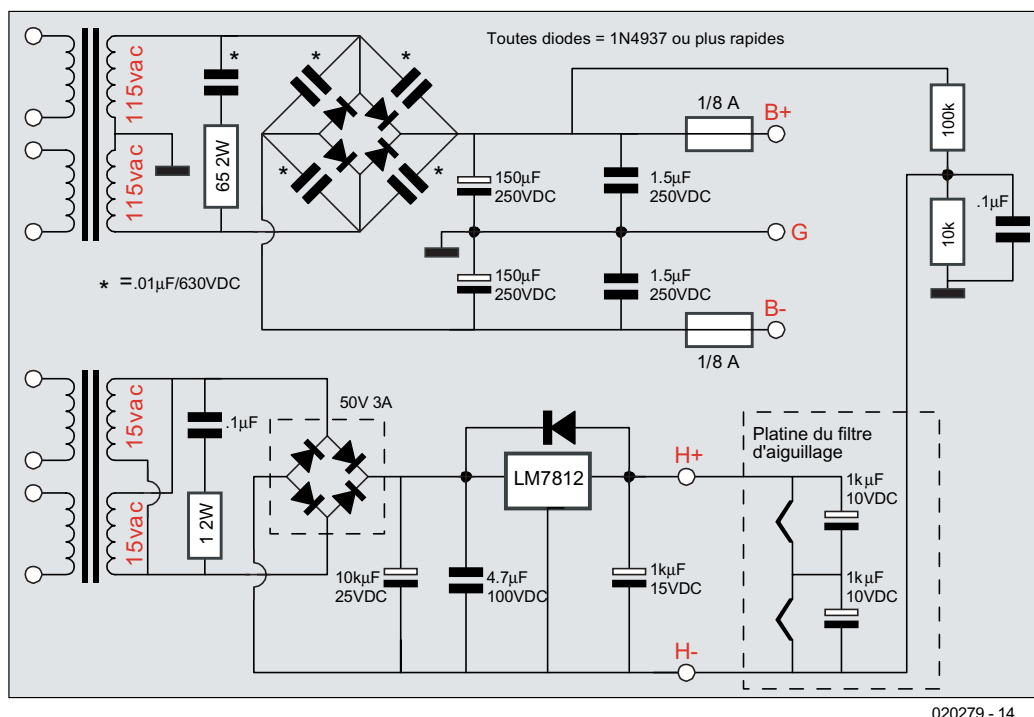 Toutes diodes = 1N4937 ou plus rapides
115vac
115vac
*
65 2W
*
*
*
*
* =.01µF/630VDC
150µF
250VDC
1.5µF
250VDC
150µF
250VDC
1.5µF
250VDC
1/8 A
B+
G
B-
1/8 A
100k
10k
.1µF
15vac
15vac
.1µF
1 2W
50V 3A
10kµF
25VDC
4.7µF
100VDC
LM7812
1kµF
15VDC
H+
H-
Platine du filtre
d'aiguillage
1kµF
10VDC
1kµF
10VDC
020279 - 14